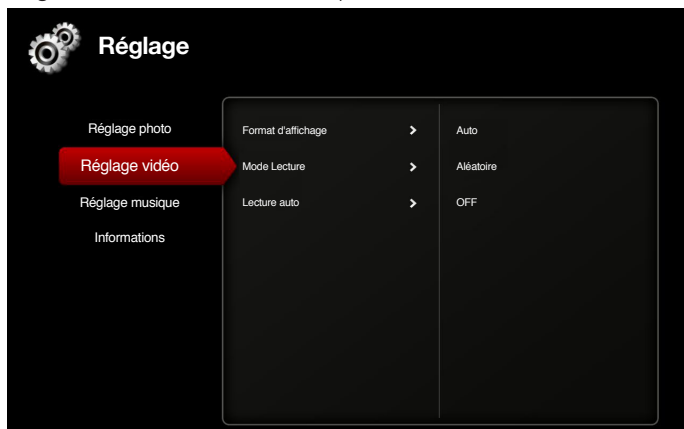 Réglage
Réglage photo
Réglage vidéo
Réglage musique
Informations
Format d'affichage > Auto
Mode Lecture > Aléatoire
Lecture auto > OFF